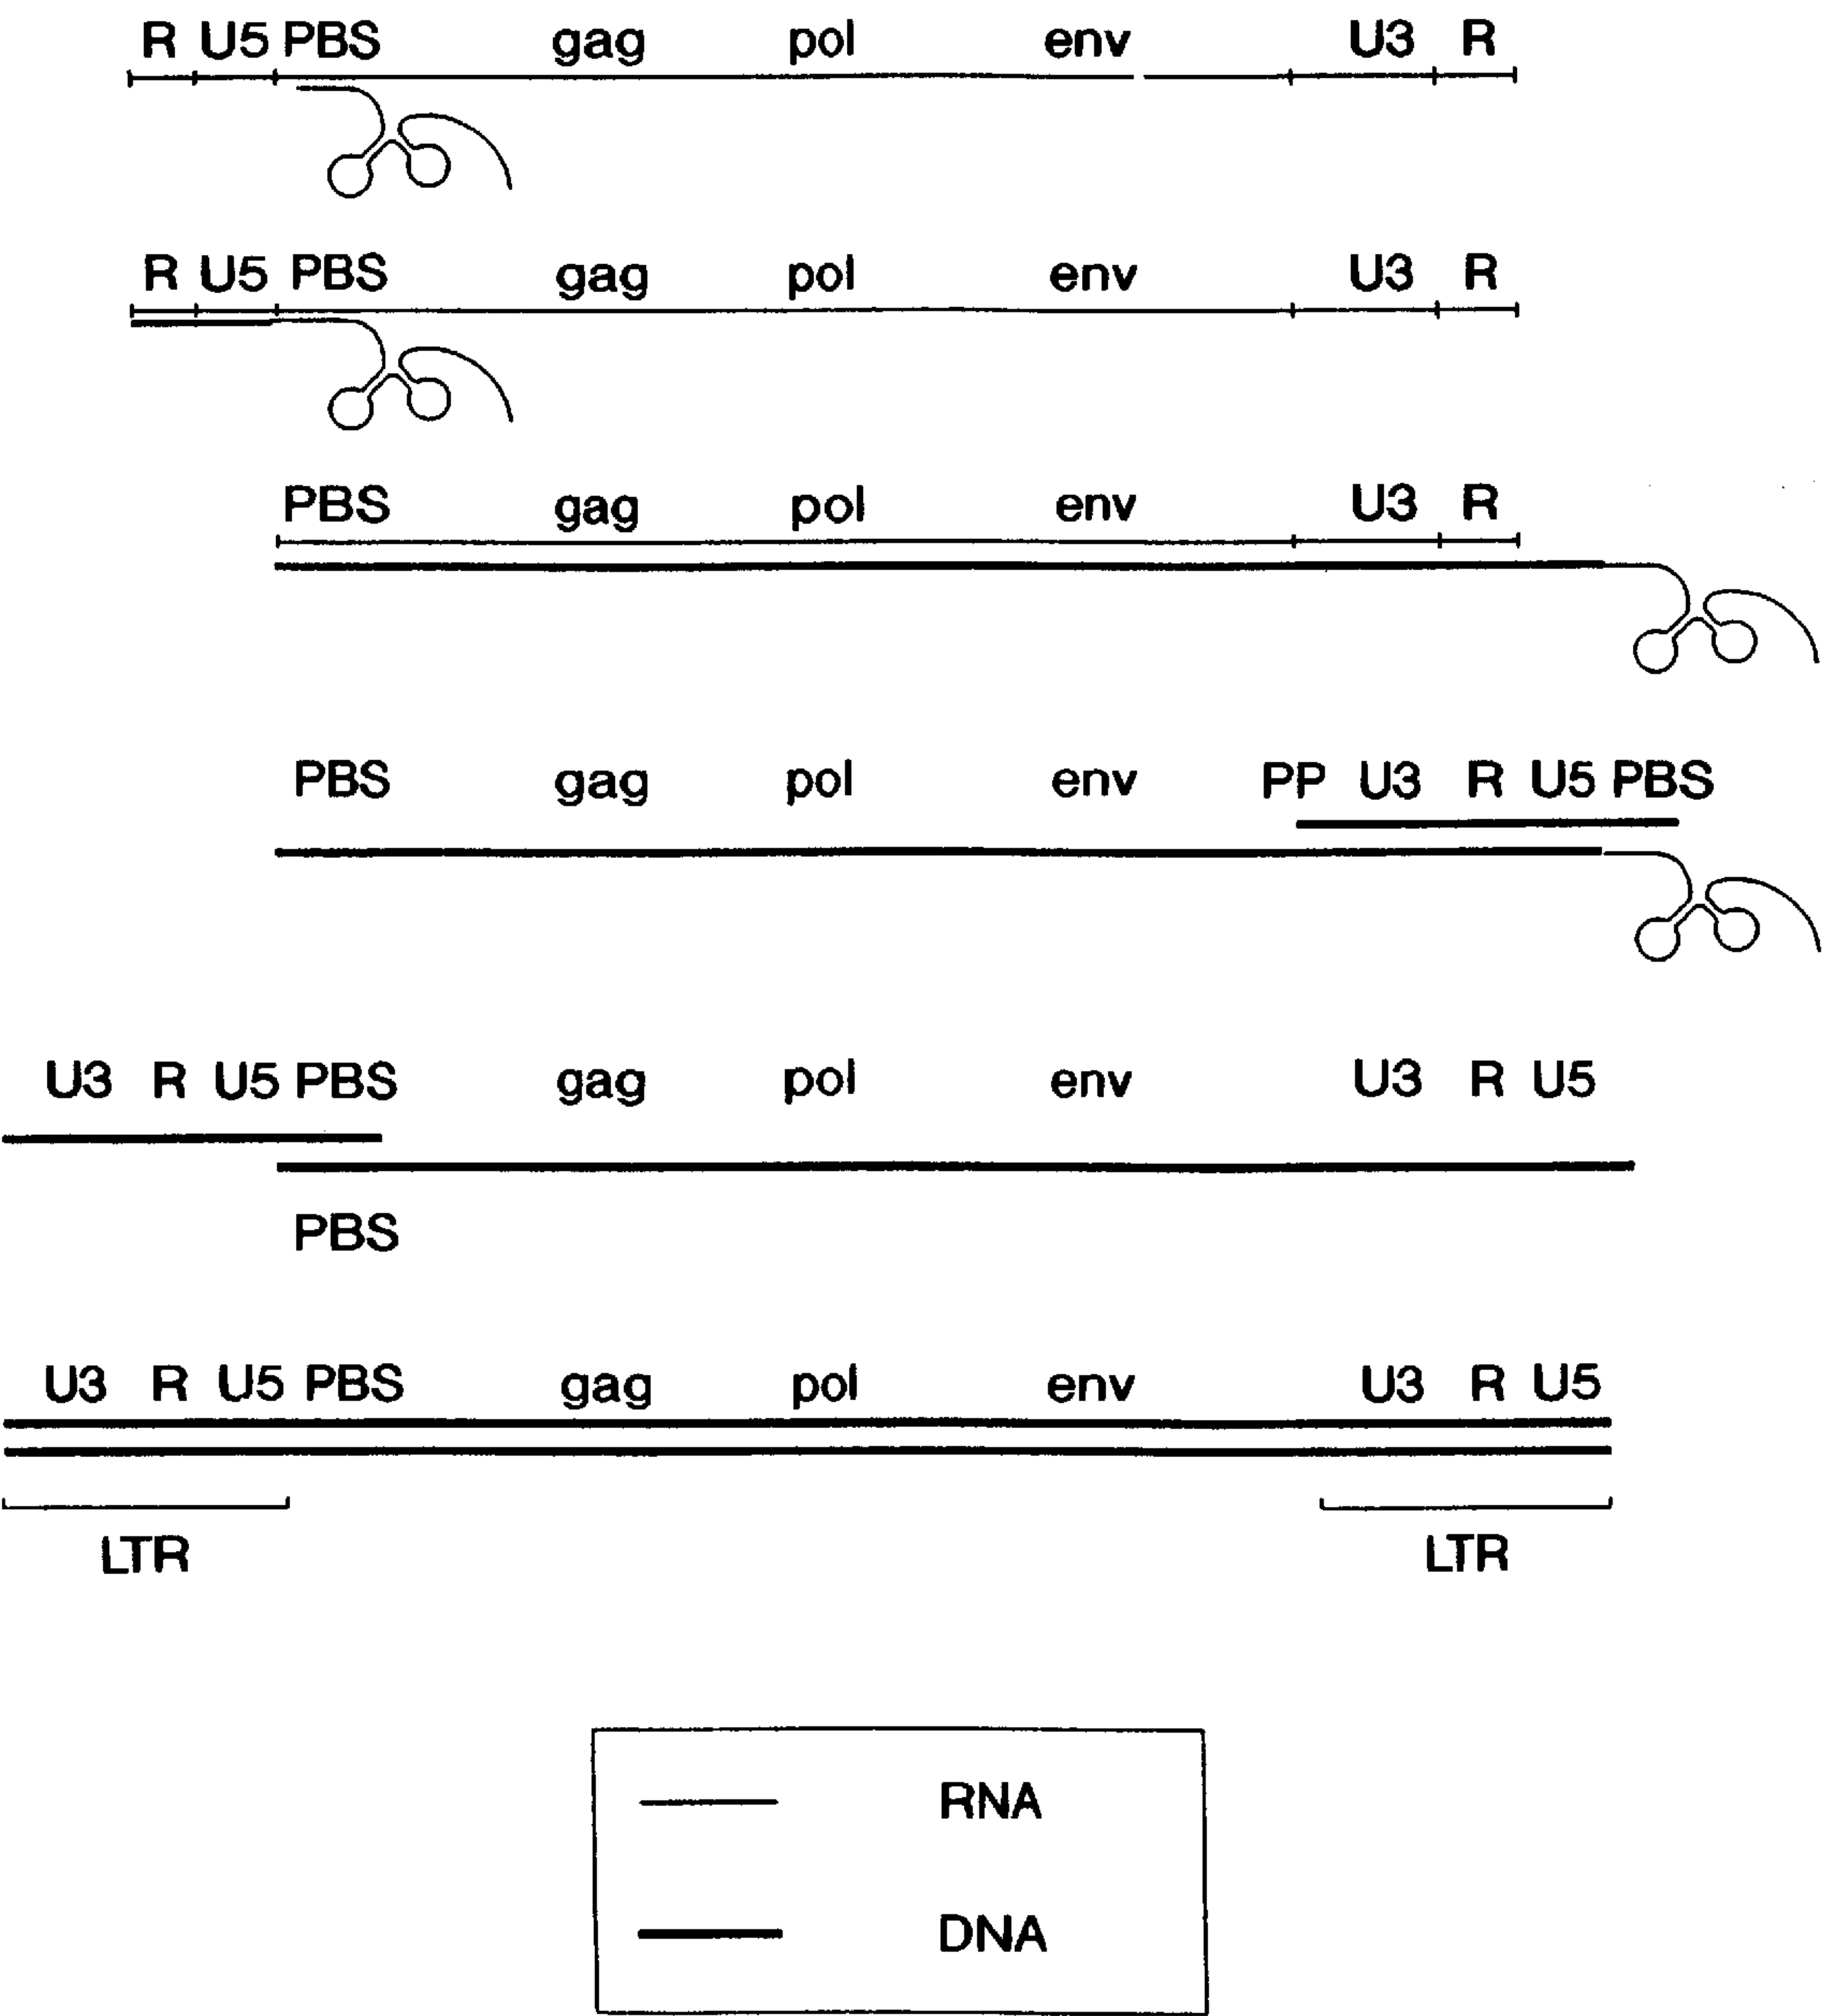 R U5 PBS gag pol env U3 R
R U5 PBS gag pol env U3 R
PBS gag pol env U3 R
PBS gag pol env PP U3 R U5 PBS
U3 R U5 PBS gag pol env U3 R U5
PBS
U3 R U5 PBS gag pol env U3 R U5
LTR LTR
RNA
DNA